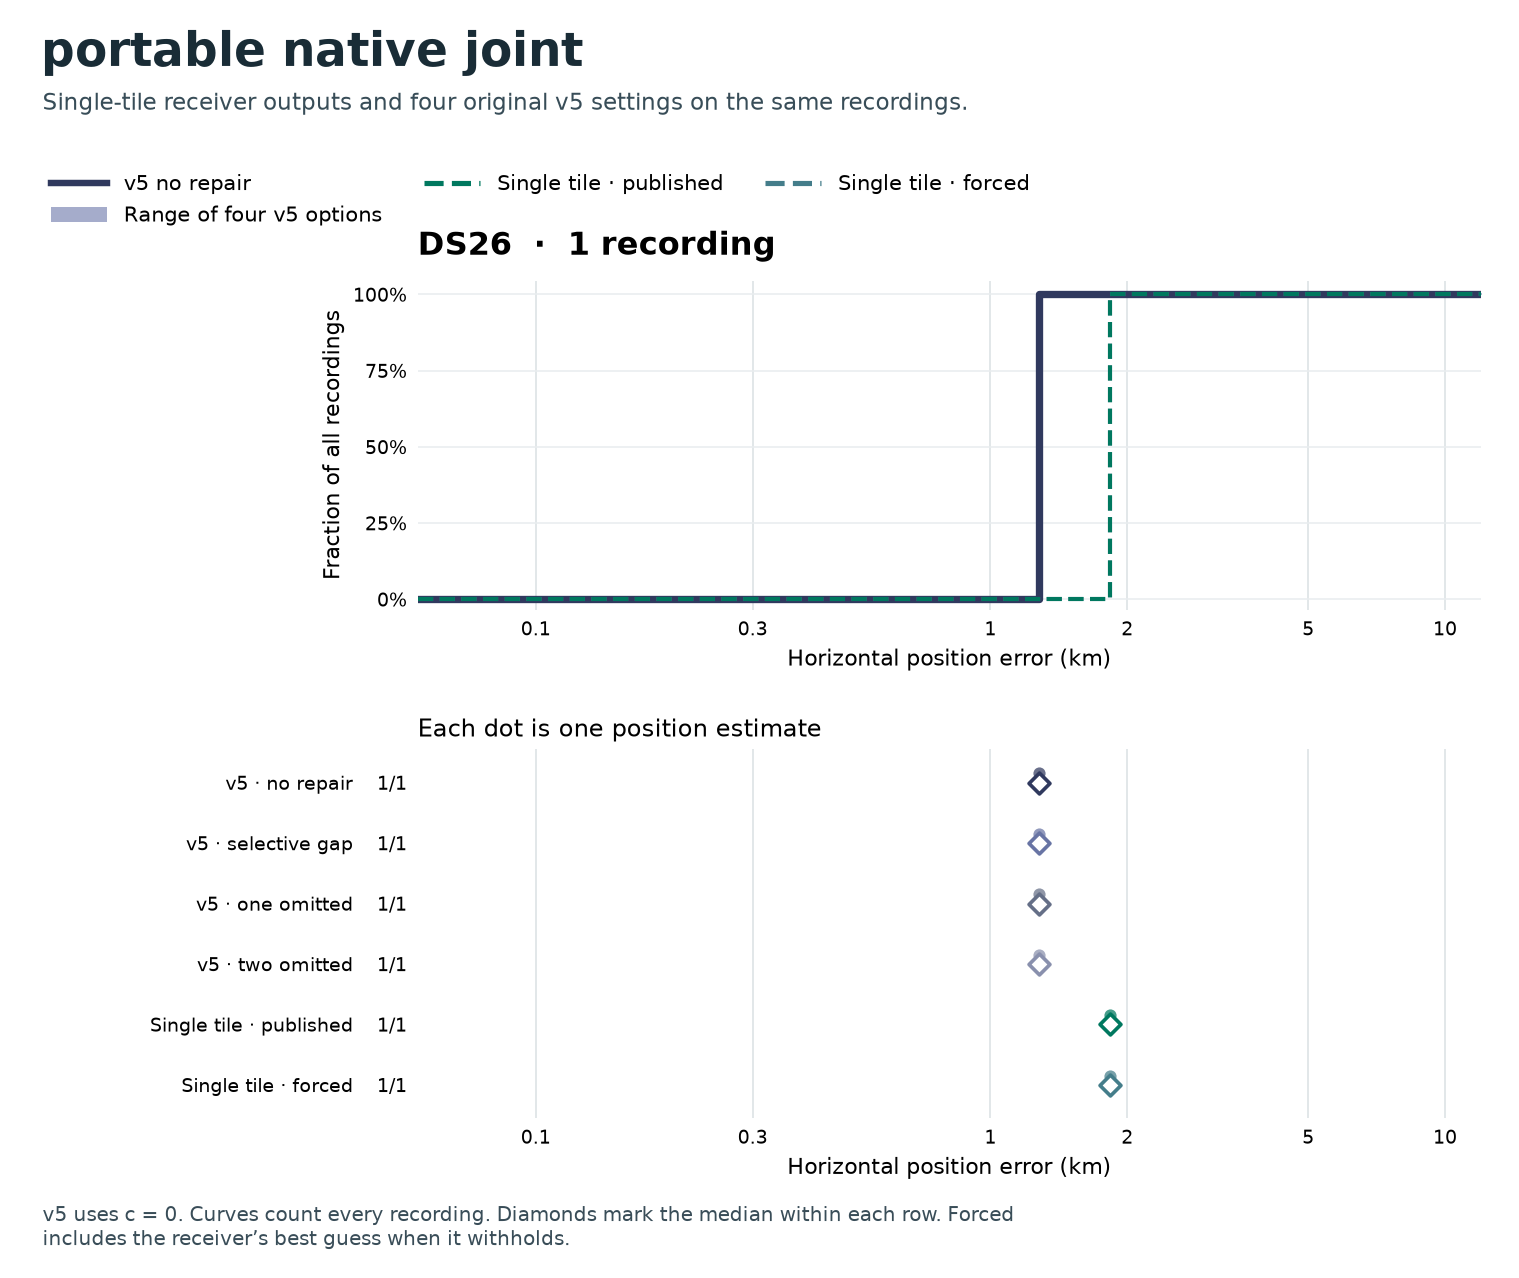 portable native joint
Single-tile receiver outputs and four original v5 settings on the same recordings.
v5 no repair
Range of four v5 options
Single tile · published
Single tile · forced
DS26 · 1 recording
Fraction of all recordings
100%
75%
50%
25%
0%
0.1 0.3 1 2 5 10
Horizontal position error (km)
Each dot is one position estimate
v5 · no repair 1/1
v5 · selective gap 1/1
v5 · one omitted 1/1
v5 · two omitted 1/1
Single tile · published 1/1
Single tile · forced 1/1
0.1 0.3 1 2 5 10
Horizontal position error (km)
v5 uses c = 0. Curves count every recording. Diamonds mark the median within each row. Forced
includes the receiver’s best guess when it withholds.